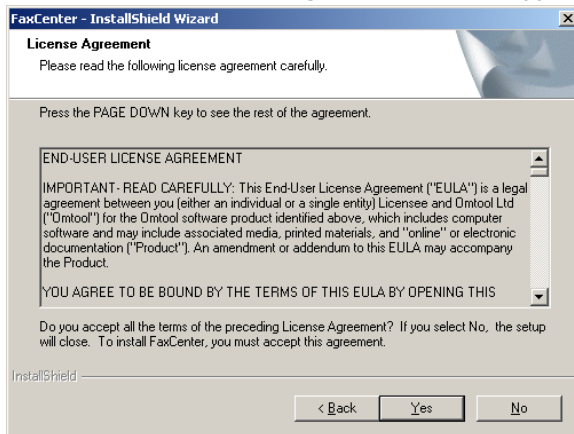 FaxCenter - InstallShield Wizard
License Agreement
Please read the following license agreement carefully.
Press the PAGE DOWN key to see the rest of the agreement.
END-USER LICENSE AGREEMENT
IMPORTANT- READ CAREFULLY: This End-User License Agreement ("EULA") is a legal
agreement between you (either an individual or a single entity) Licensee and Omtool Ltd
("Omtool") for the Omtool software product identified above, which includes computer
software and may include associated media, printed materials, and "online" or electronic
documentation ("Product"). An amendment or addendum to this EULA may accompany
the Product.
YOU AGREE TO BE BOUND BY THE TERMS OF THIS EULA BY OPENING THIS
Do you accept all the terms of the preceding License Agreement? If you select No, the setup
will close. To install FaxCenter, you must accept this agreement.
InstallShield
< Back
Yes
No